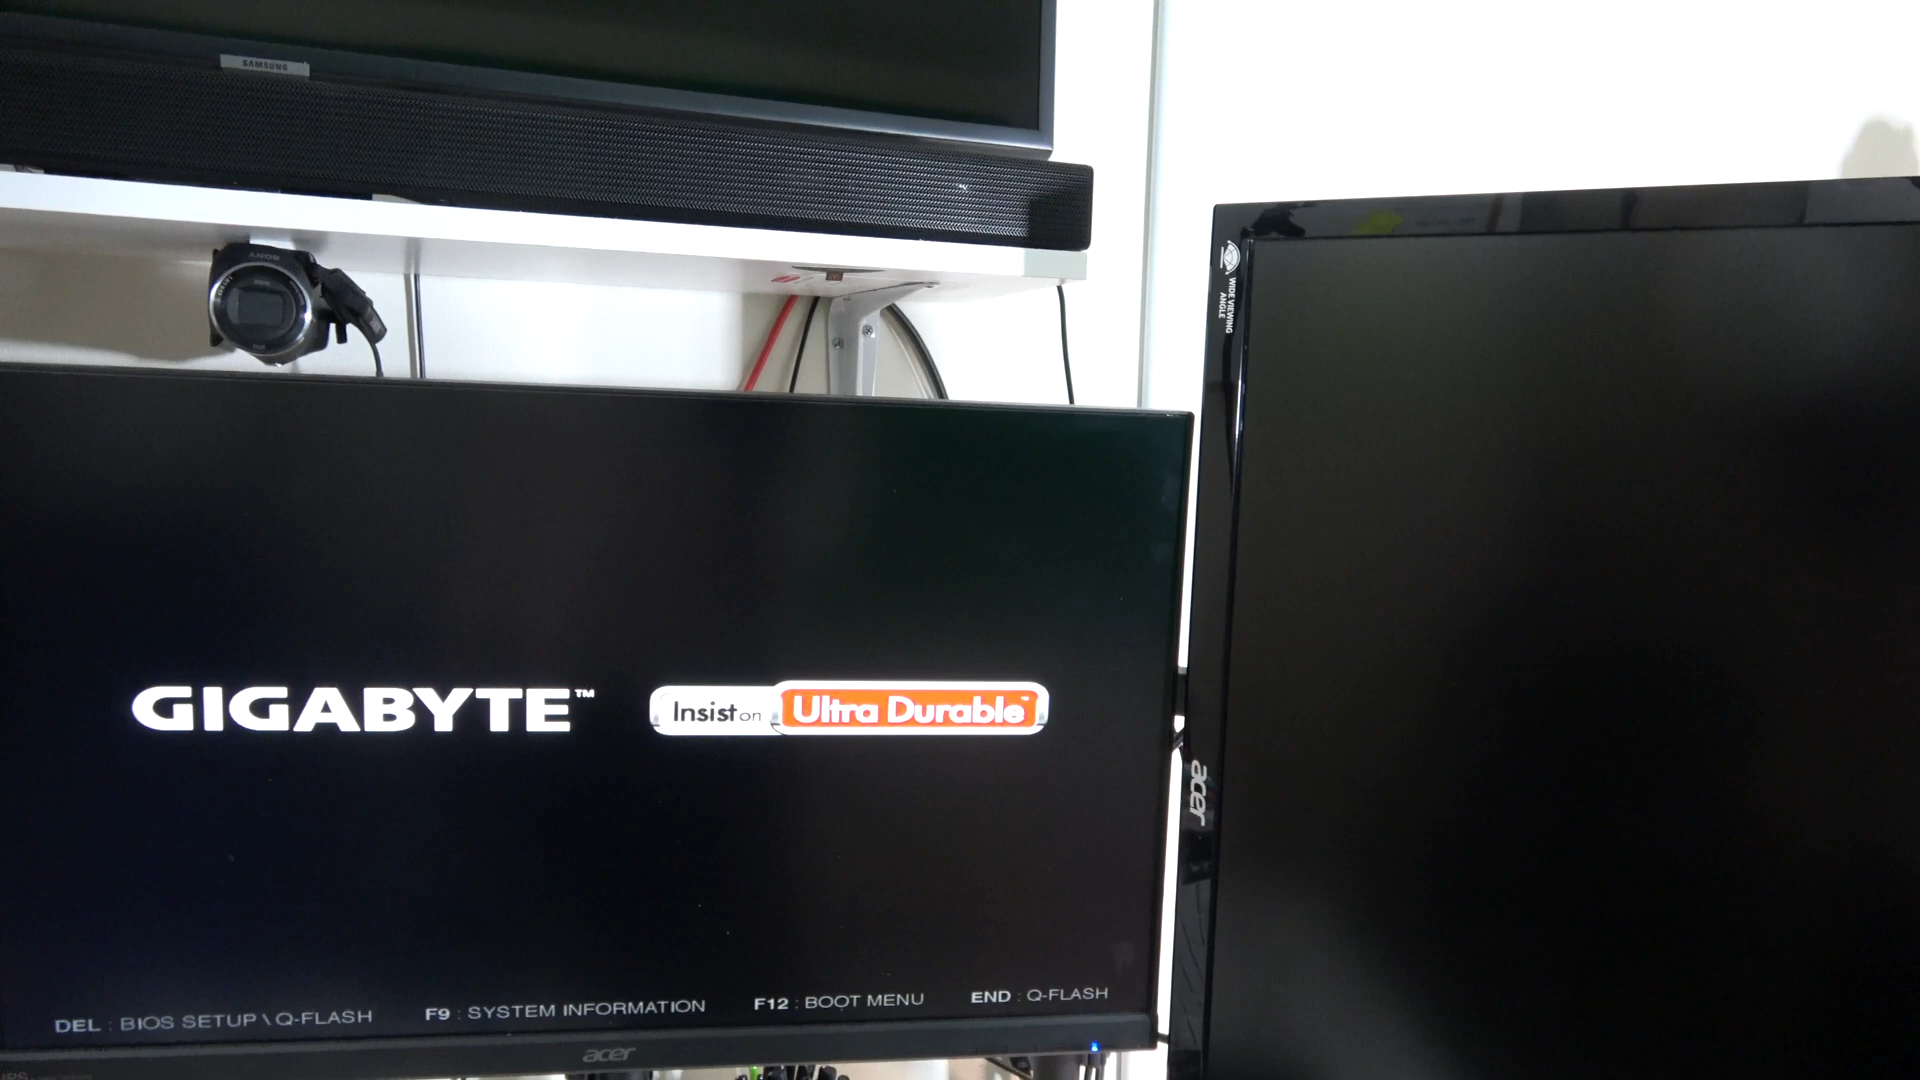 SAMSUNG
SONY
WIDE VIEWING
ANGLE
GIGABYTE™
Insist on Ultra Durable™
acer
DEL : BIOS SETUP \ Q-FLASH
F9 : SYSTEM INFORMATION
F12 : BOOT MENU
END : Q-FLASH
acer